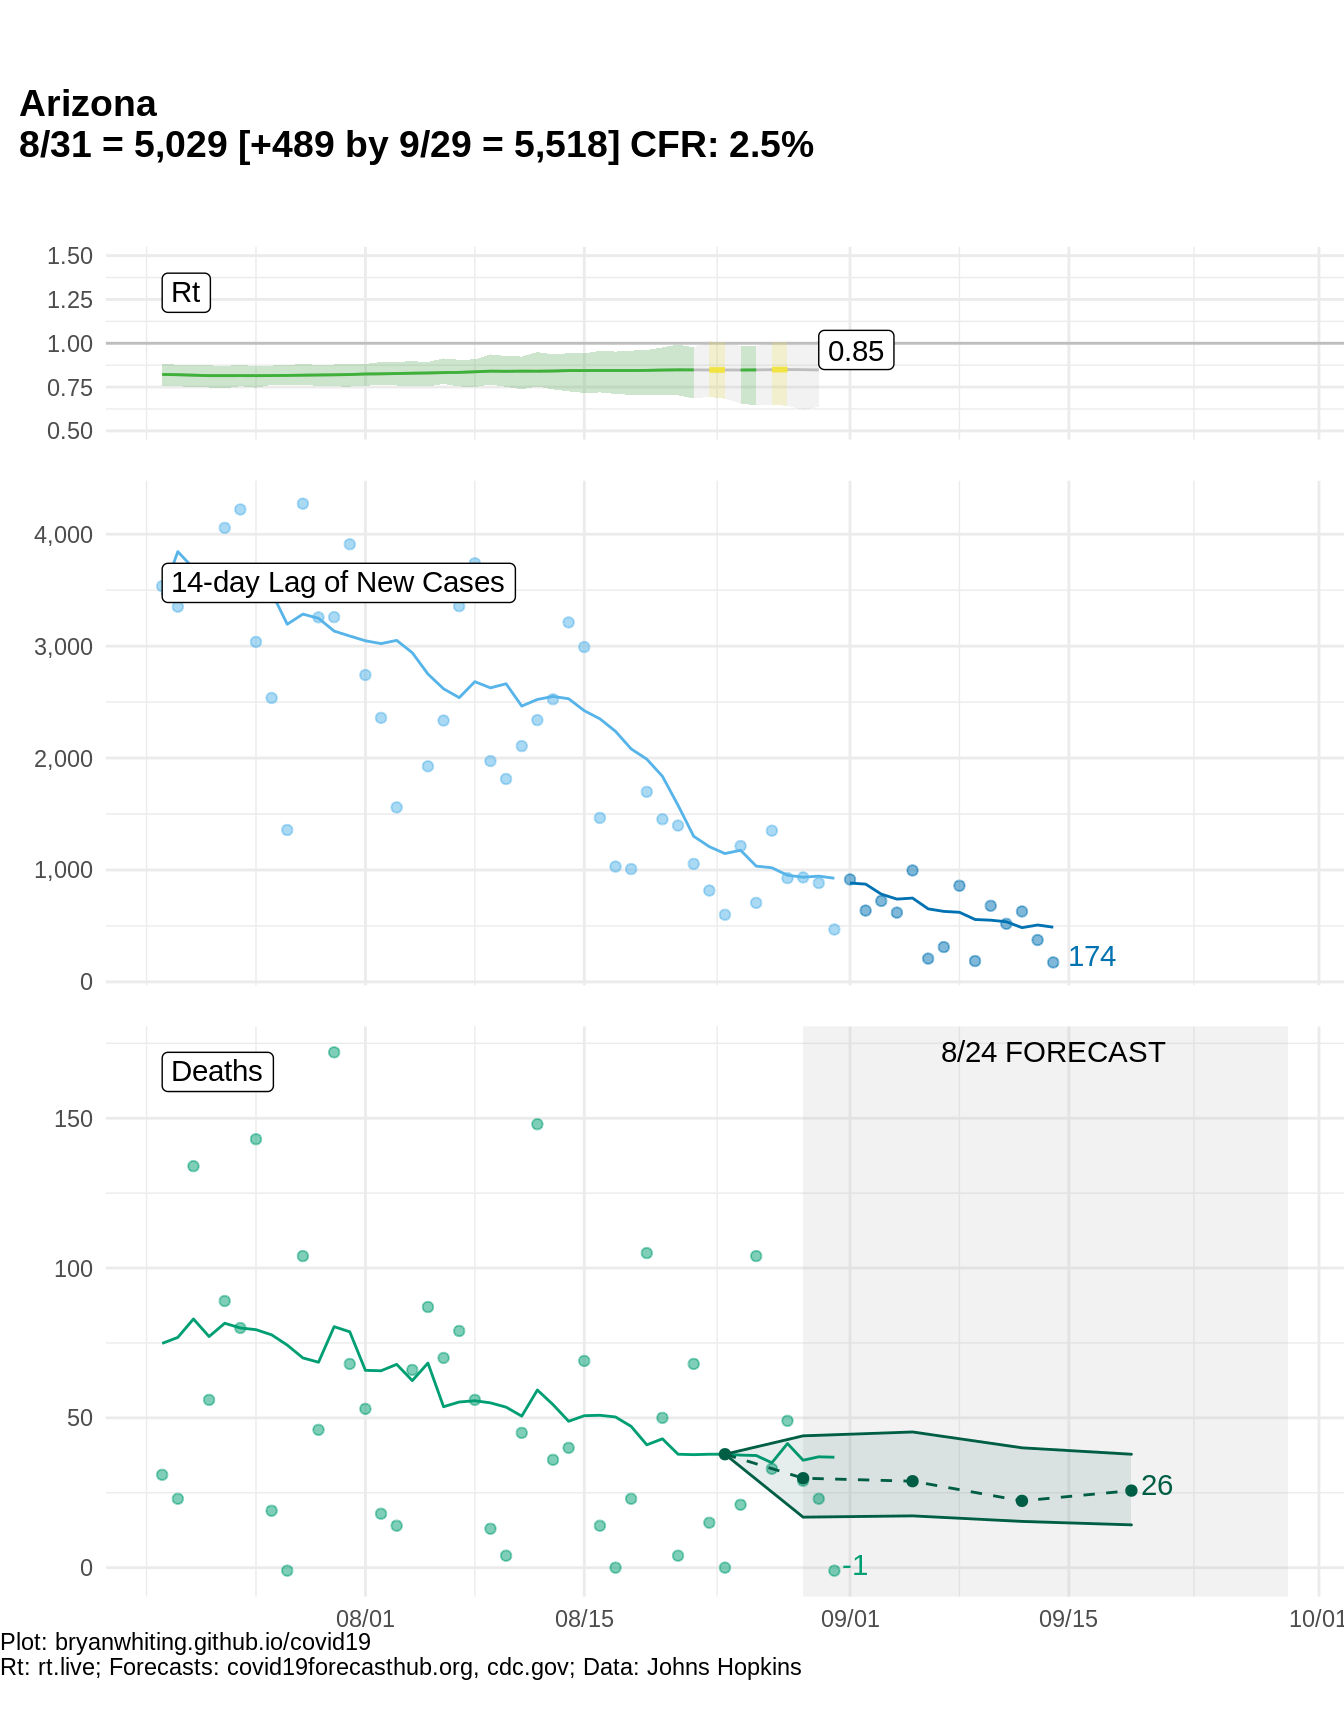 Arizona
8/31 = 5,029 [+489 by 9/29 = 5,518] CFR: 2.5%
1.50
1.25
1.00
0.75
0.50
Rt
0.85
4,000
3,000
2,000
1,000
0
14-day Lag of New Cases
174
Deaths
8/24 FORECAST
150
100
50
0
26
-1
08/01 08/15 09/01 09/15 10/01
Plot: bryanwhiting.github.io/covid19
Rt: rt.live; Forecasts: covid19forecasthub.org, cdc.gov; Data: Johns Hopkins